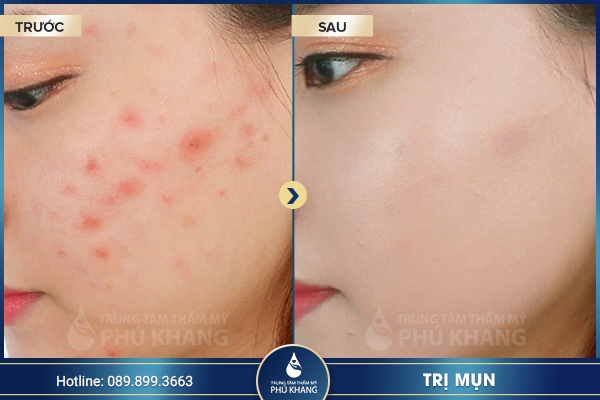 TRƯỚC
SAU
TRUNG TÂM THẨM MỸ
PHÚ KHANG
TRUNG TÂM THẨM MỸ
PHÚ KHANG
Hotline: 089.899.3663
TRUNG TÂM THẨM MỸ
PHÚ KHANG
TRỊ MỤN